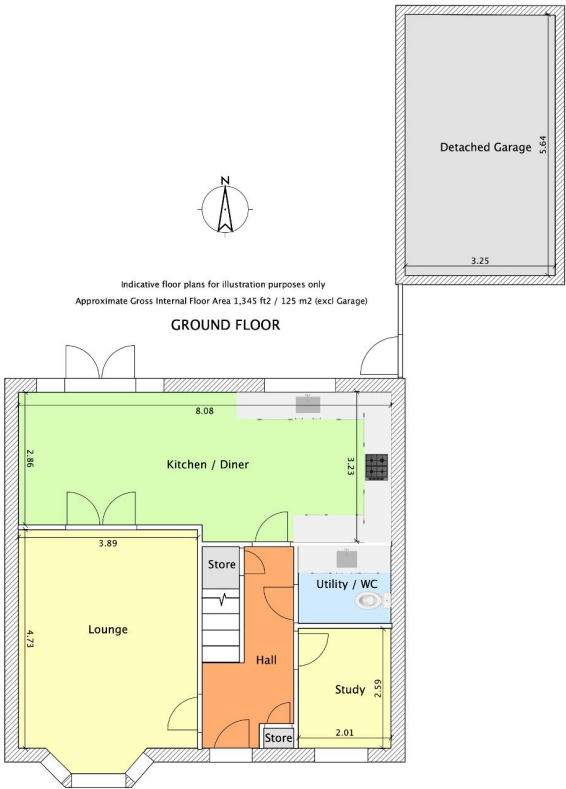 Detached Garage
5.64
3.25
N
Indicative floor plans for illustration purposes only
Approximate Gross Internal Floor Area 1,345 ft2 / 125 m2 (excl Garage)
GROUND FLOOR
8.08
2.86
Kitchen / Diner
3.23
3.89
Store
Utility / WC
4.73
Lounge
Hall
Study
2.59
2.01
Store